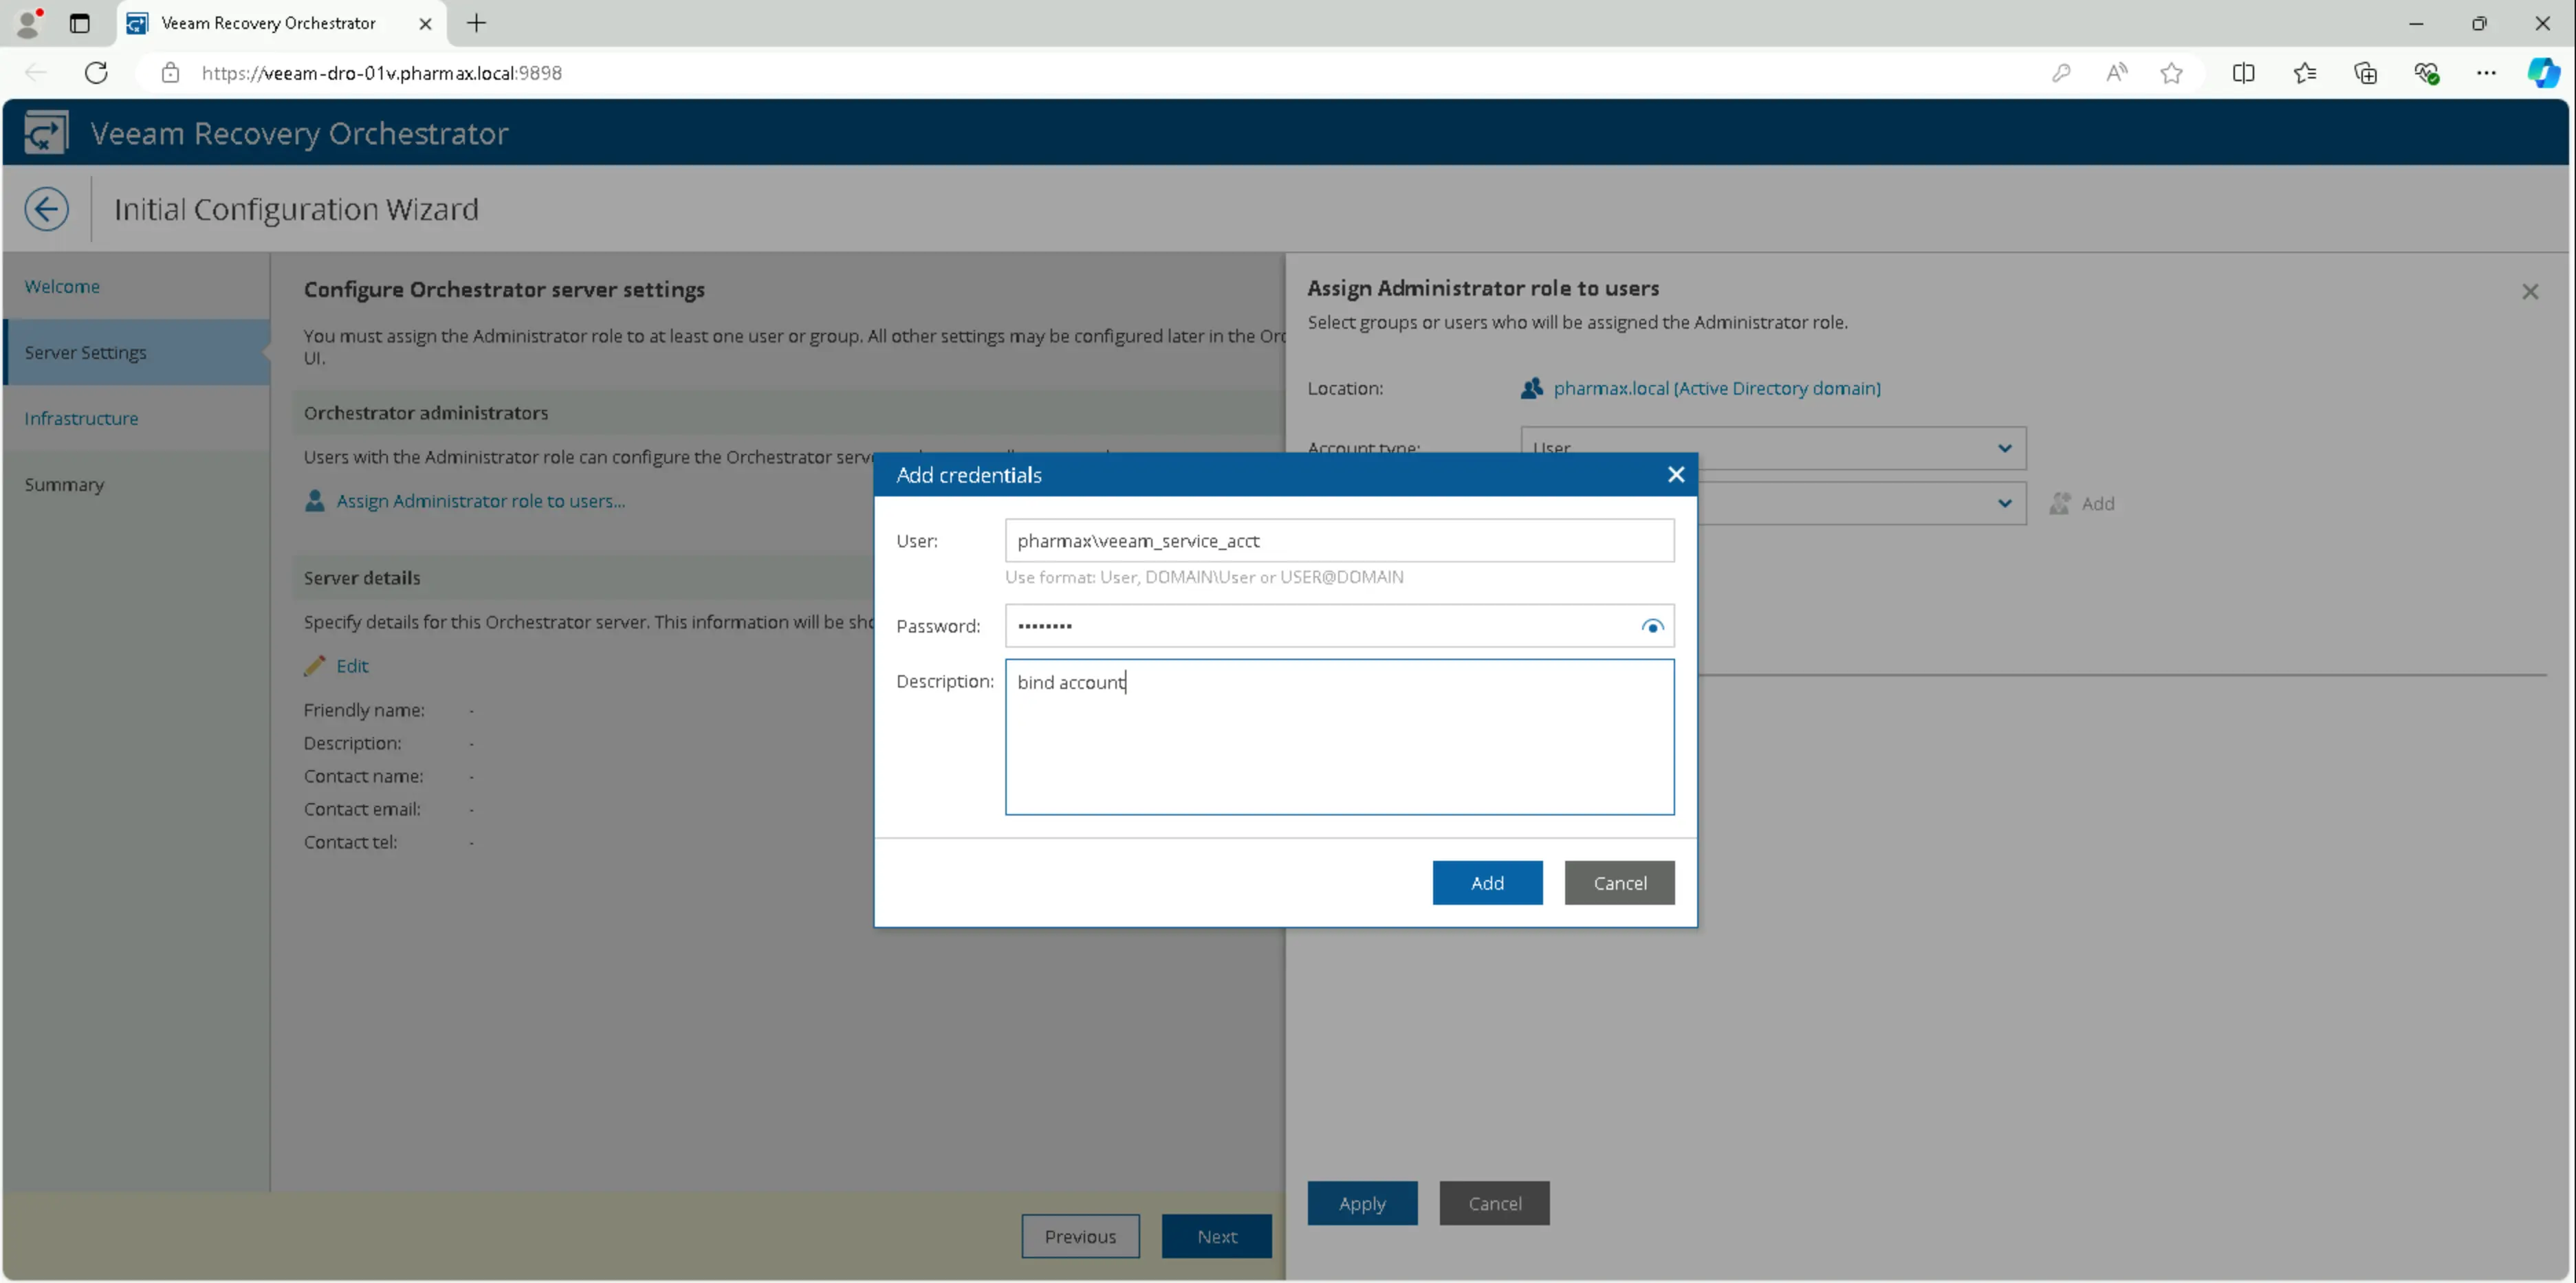 Veeam Recovery Orchestrator
https://veeam-dro-01v.pharmax.local:9898
Veeam Recovery Orchestrator
Initial Configuration Wizard
Welcome
Server Settings
Infrastructure
Summary
Configure Orchestrator server settings
You must assign the Administrator role to at least one user or group. All other settings may be configured later in the Orc
UI.
Orchestrator administrators
Users with the Administrator role can configure the Orchestrator serve
Assign Administrator role to users...
Server details
Specify details for this Orchestrator server. This information will be sho
Edit
Friendly name: -
Description: -
Contact name: -
Contact email: -
Contact tel: -
Previous
Next
Assign Administrator role to users
Select groups or users who will be assigned the Administrator role.
Location: pharmax.local (Active Directory domain)
Account type: User
Add
Add credentials
User: pharmax\veeam_service_acct
Use format: User, DOMAIN\User or USER@DOMAIN
Password: ••••••••
Description: bind account
Add
Cancel
Apply
Cancel